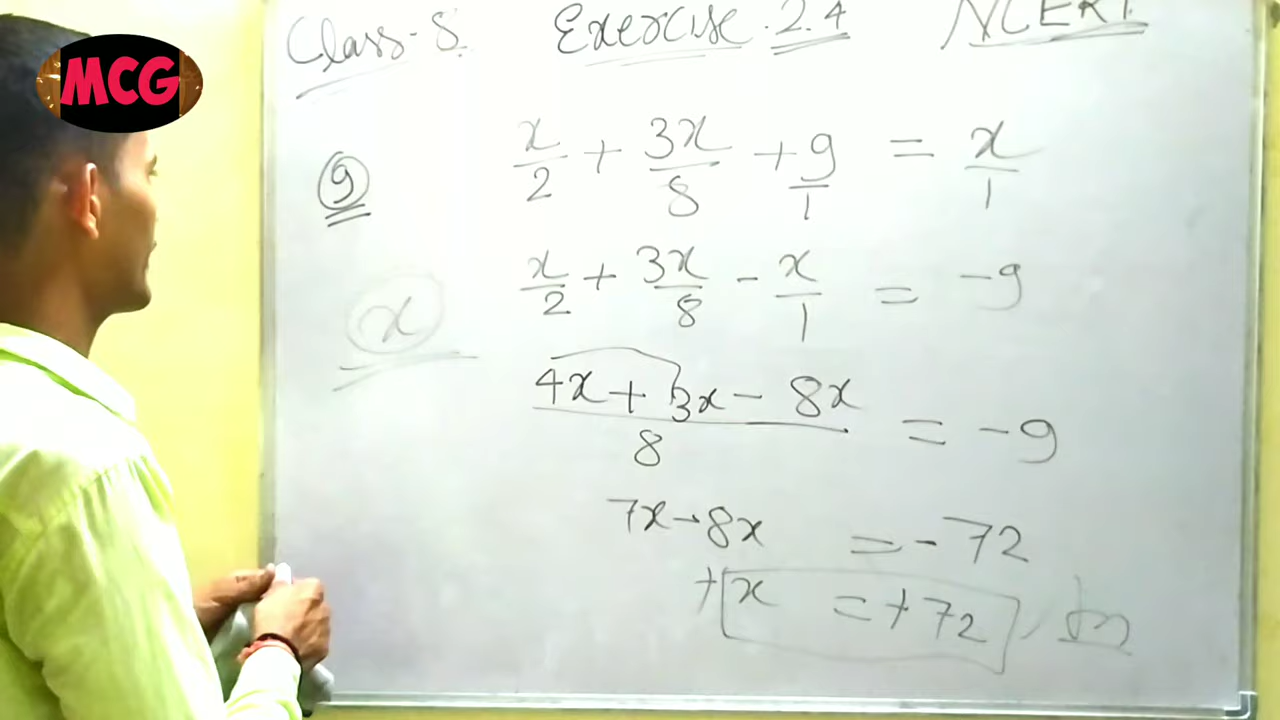 MCG
Class-8. Exercise.2.4 NCERT.
9 x/2 + 3x/8 + 9/1 = x/1
x/2 + 3x/8 - x/1 = -9
x
(4x + 3x - 8x)/8 = -9
7x - 8x = - 72
+x = +72